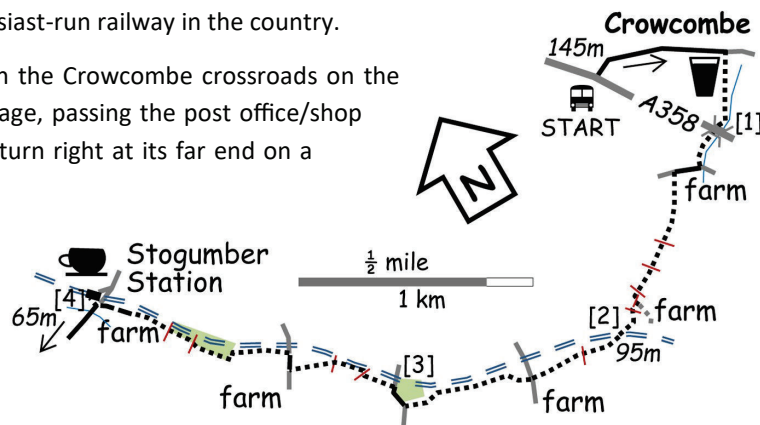 siast-run railway in the country.
the Crowcombe crossroads on the
age, passing the post office/shop
turn right at its far end on a
Crowcombe
145m
START
A358
[1]
farm
N
Stogumber
Station
½ mile
1 km
[4]
65m
farm
[2]
farm
95m
[3]
farm
farm